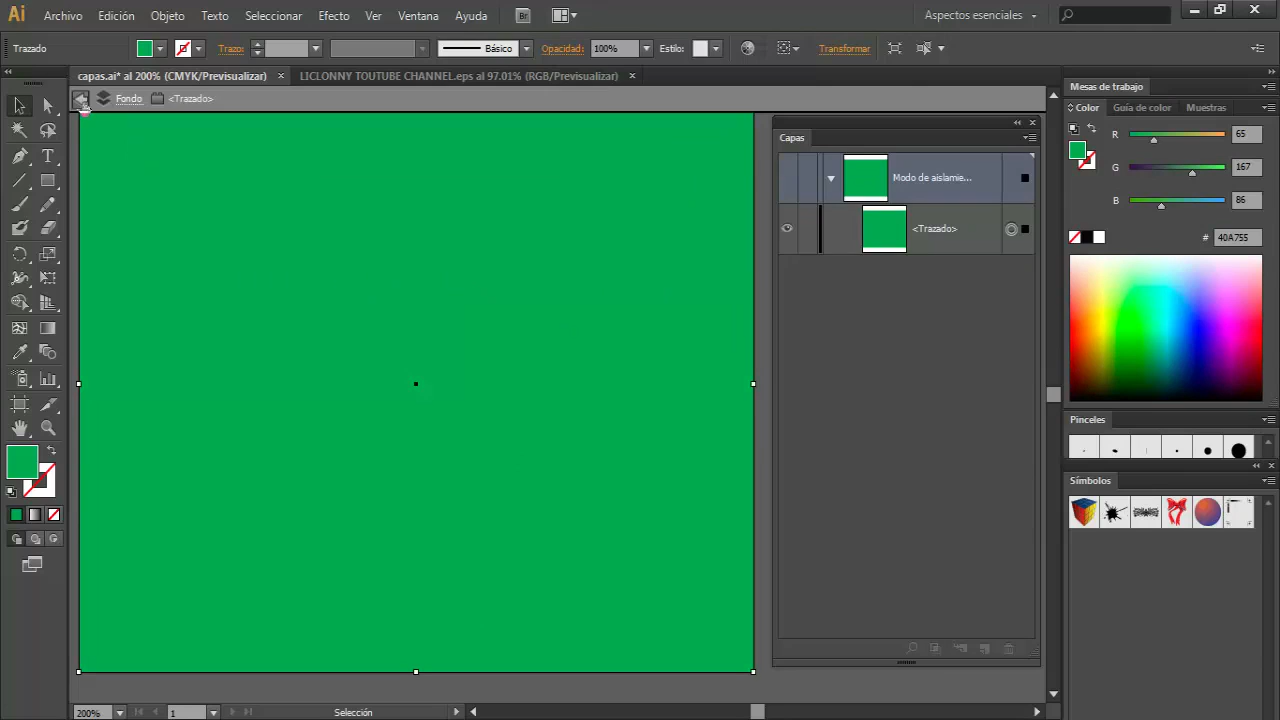 Ai Archivo Edición Objeto Texto Seleccionar Efecto Ver Ventana Ayuda Br Aspectos esenciales
Trazado Trazo: Básico Opacidad: 100% Estilo: Transformar
capas.ai* al 200% (CMYK/Previsualizar) × LICLONNY TOUTUBE CHANNEL.eps al 97.01% (RGB/Previsualizar) ×
Fondo <Trazado>
Capas
Modo de aislamie...
<Trazado>
Mesas de trabajo
Color Guía de color Muestras
R 65
G 167
B 86
# 40A755
Pinceles
Símbolos
T
200% 1 Selección